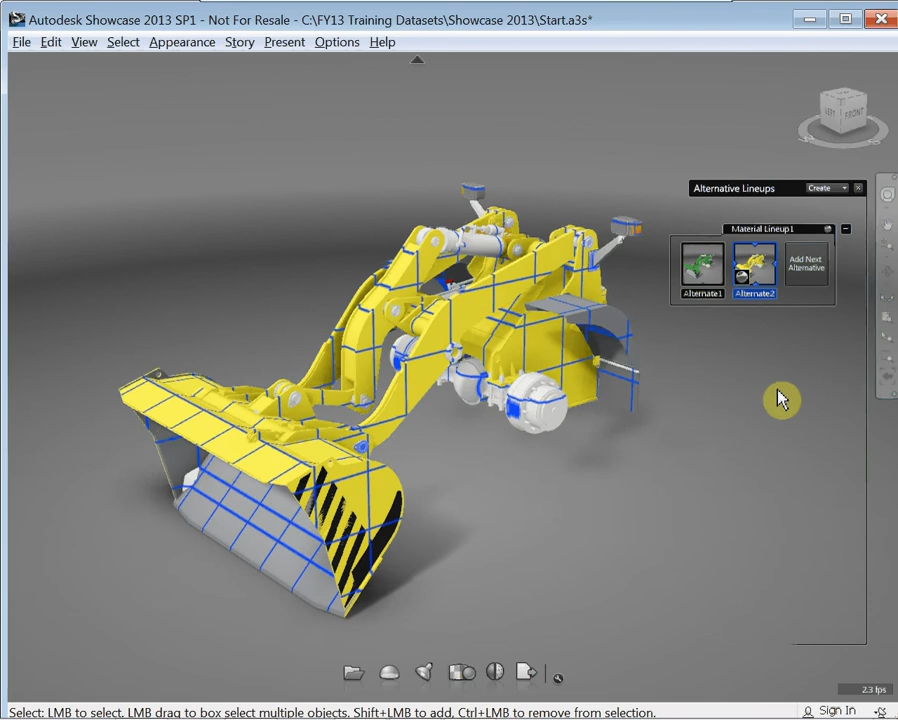 Autodesk Showcase 2013 SP1 - Not For Resale - C:\FY13 Training Datasets\Showcase 2013\Start.a3s*
File Edit View Select Appearance Story Present Options Help
LEFT FRONT
Alternative Lineups Create
Material Lineup1
Add Next
Alternative
Alternate1 Alternate2
2.3 fps
Select: LMB to select. LMB drag to box select multiple objects. Shift+LMB to add, Ctrl+LMB to remove from selection. Sign In